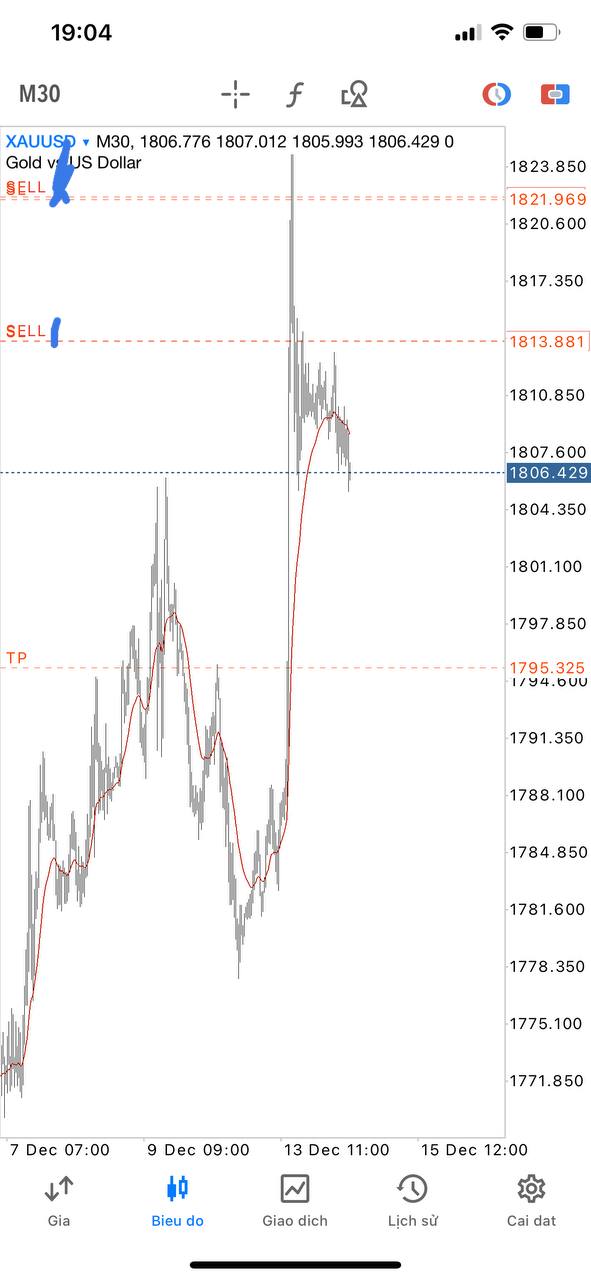 19:04
M30
XAUUSD ▾ M30, 1806.776 1807.012 1805.993 1806.429 0
Gold vs US Dollar
1823.850
SELL
1821.969
1820.600
1817.350
SELL
1813.881
1810.850
1807.600
1806.429
1804.350
1801.100
1797.850
TP
1795.325
1794.600
1791.350
1788.100
1784.850
1781.600
1778.350
1775.100
1771.850
7 Dec 07:00 9 Dec 09:00 13 Dec 11:00 15 Dec 12:00
Gia Bieu do Giao dich Lịch sử Cai dat